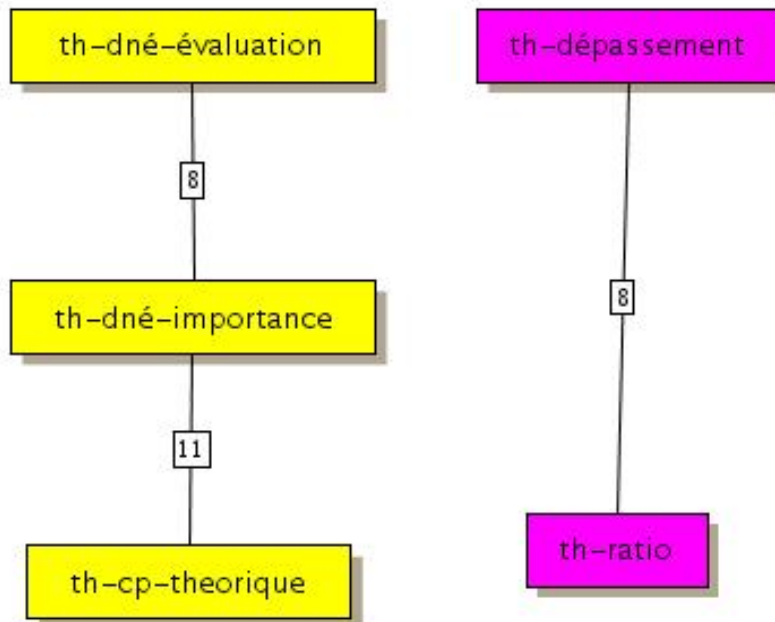 th-dné-évaluation
th-dépassement
8
th-dné-importance
8
11
th-cp-theorique
th-ratio